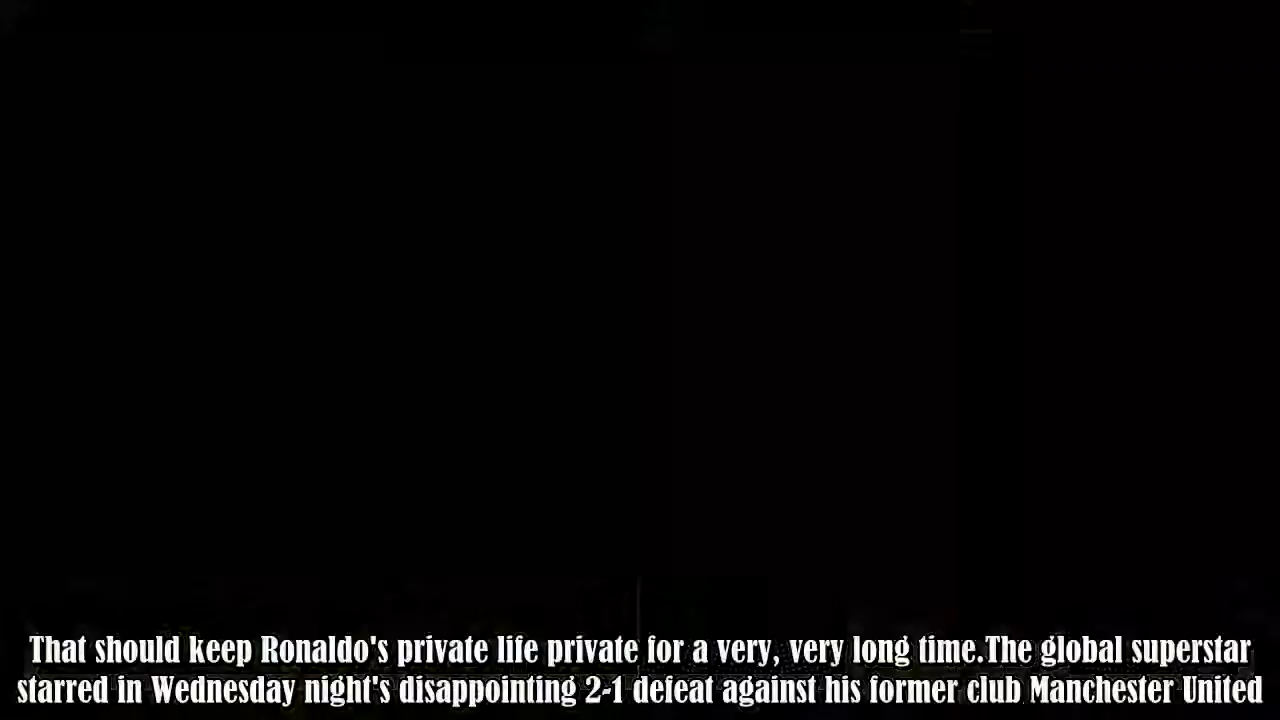 That should keep Ronaldo's private life private for a very, very long time.The global superstar
starred in Wednesday night's disappointing 2-1 defeat against his former club Manchester United